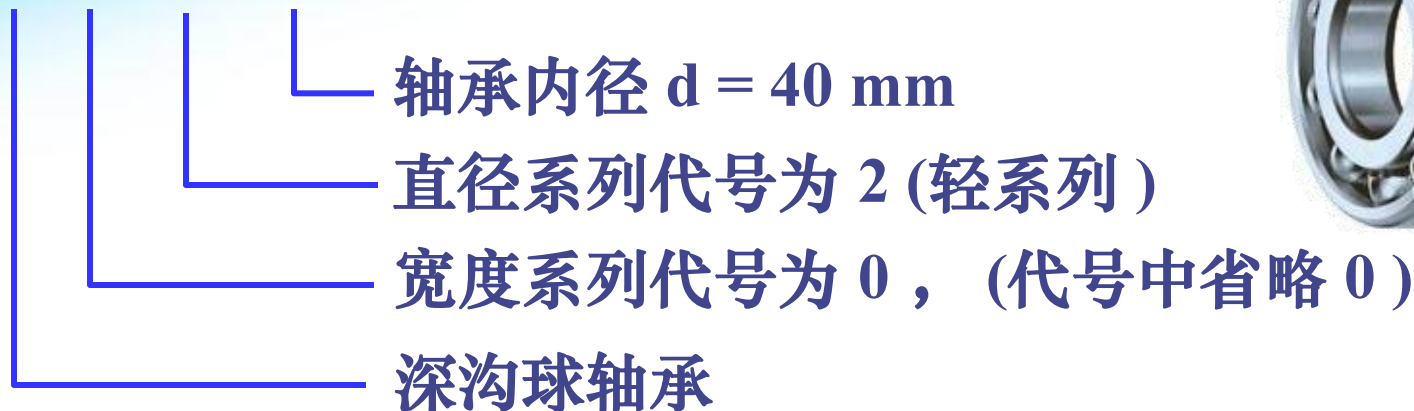 轴承内径 d = 40 mm
直径系列代号为 2 (轻系列 )
宽度系列代号为 0 ， (代号中省略 0 )
深沟球轴承